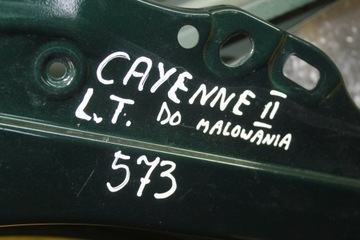 CAYENNE II
L.T. DO MALOWANIA
573